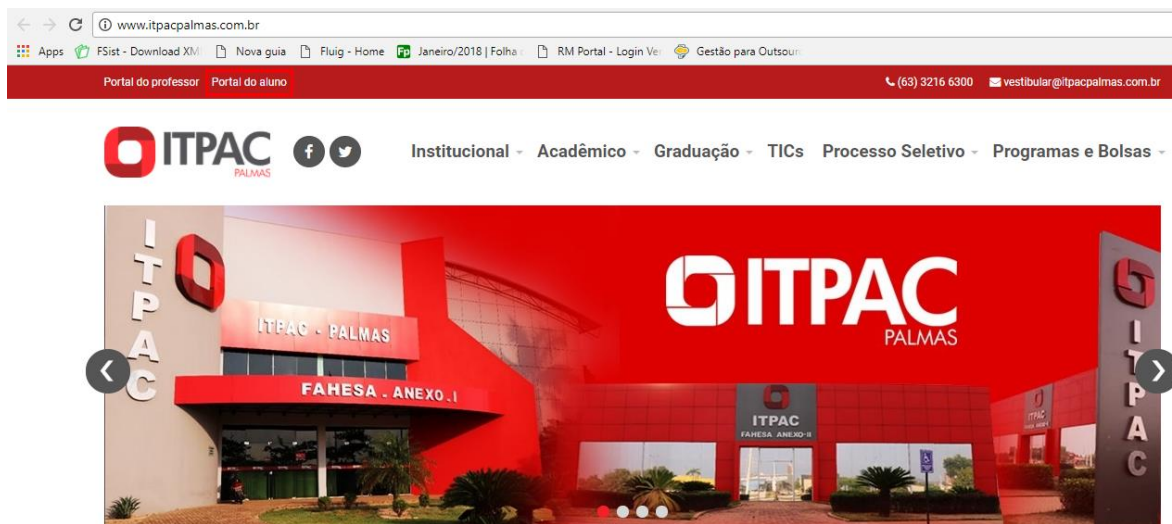 www.itpacpalmas.com.br
Apps FSist - Download XM Nova guia Fluig - Home Fp Janeiro/2018 | Folha RM Portal - Login Ve Gestão para Outsour
Portal do professor Portal do aluno (63) 3216 6300 vestibular@itpacpalmas.com.br
ITPAC
PALMAS
Institucional Acadêmico Graduação TICs Processo Seletivo Programas e Bolsas
ITPAC
ITPAC - PALMAS
FAHESA - ANEXO - I
ITPAC
PALMAS
ITPAC
FAHESA ANEXO-II
ITPAC
ITPAC